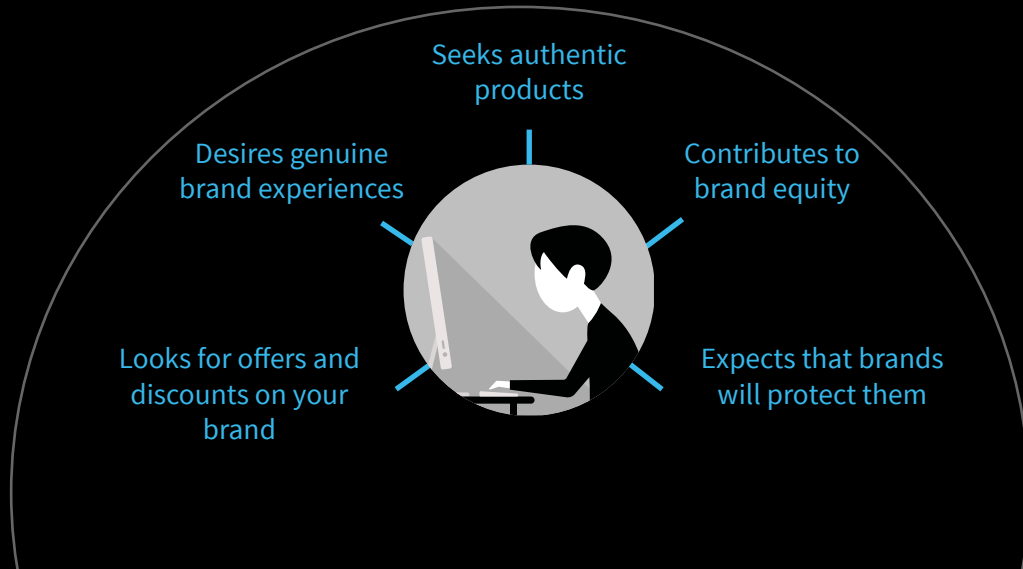 Seeks authentic
products
Desires genuine
brand experiences
Contributes to
brand equity
Looks for offers and
discounts on your
brand
Expects that brands
will protect them